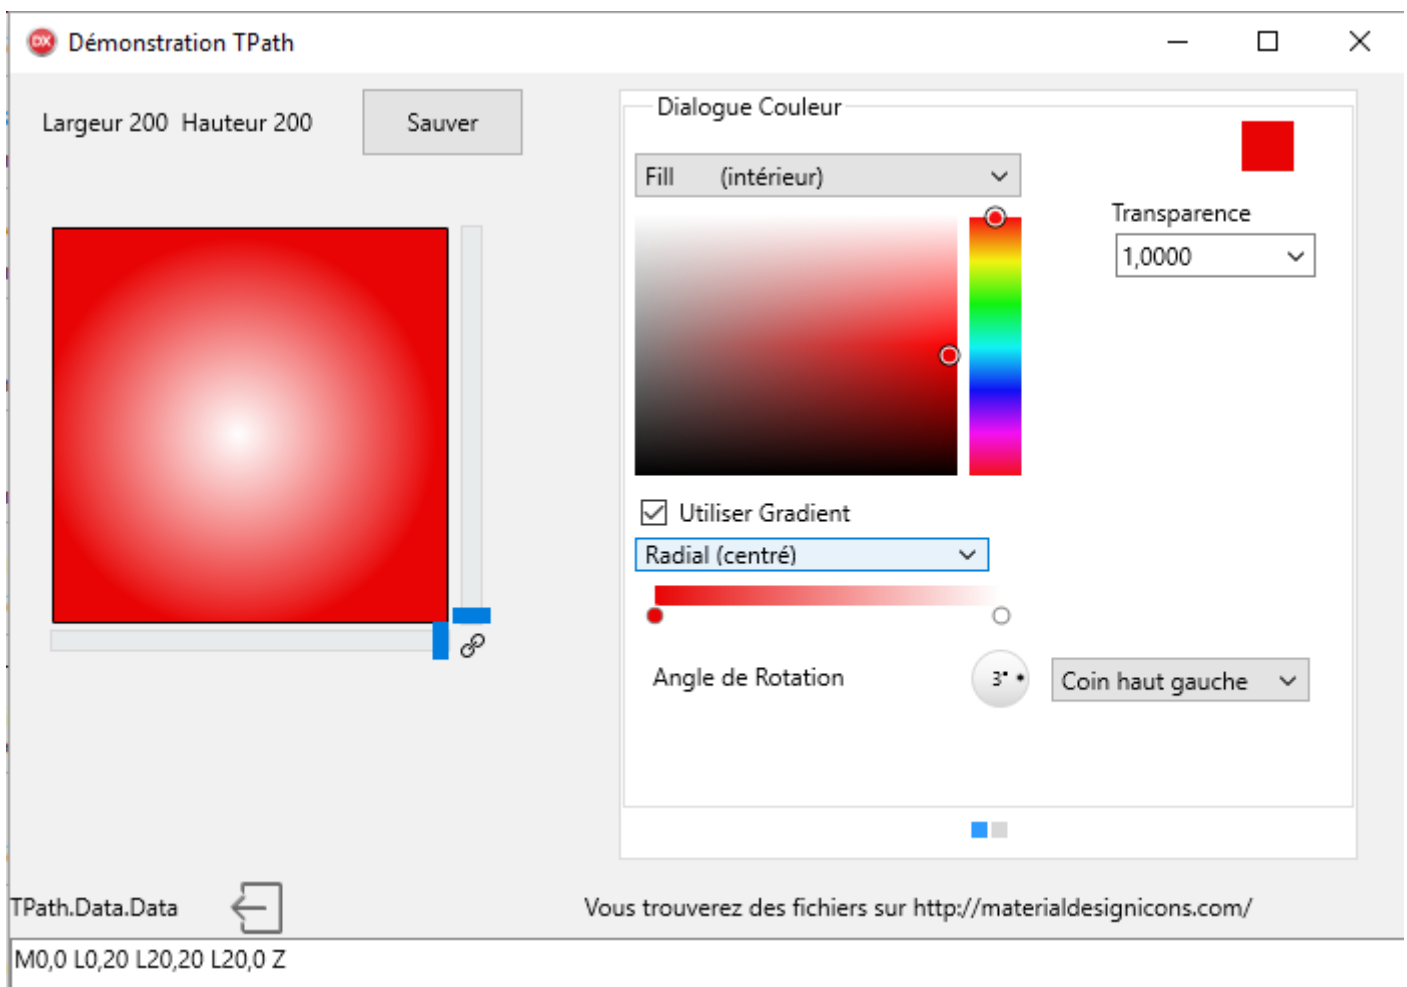 DX Démonstration TPath
Largeur 200 Hauteur 200
Sauver
Dialogue Couleur
Fill (intérieur)
Transparence
1,0000
Utiliser Gradient
Radial (centré)
Angle de Rotation
3°
Coin haut gauche
TPath.Data.Data
Vous trouverez des fichiers sur http://materialdesignicons.com/
M0,0 L0,20 L20,20 L20,0 Z